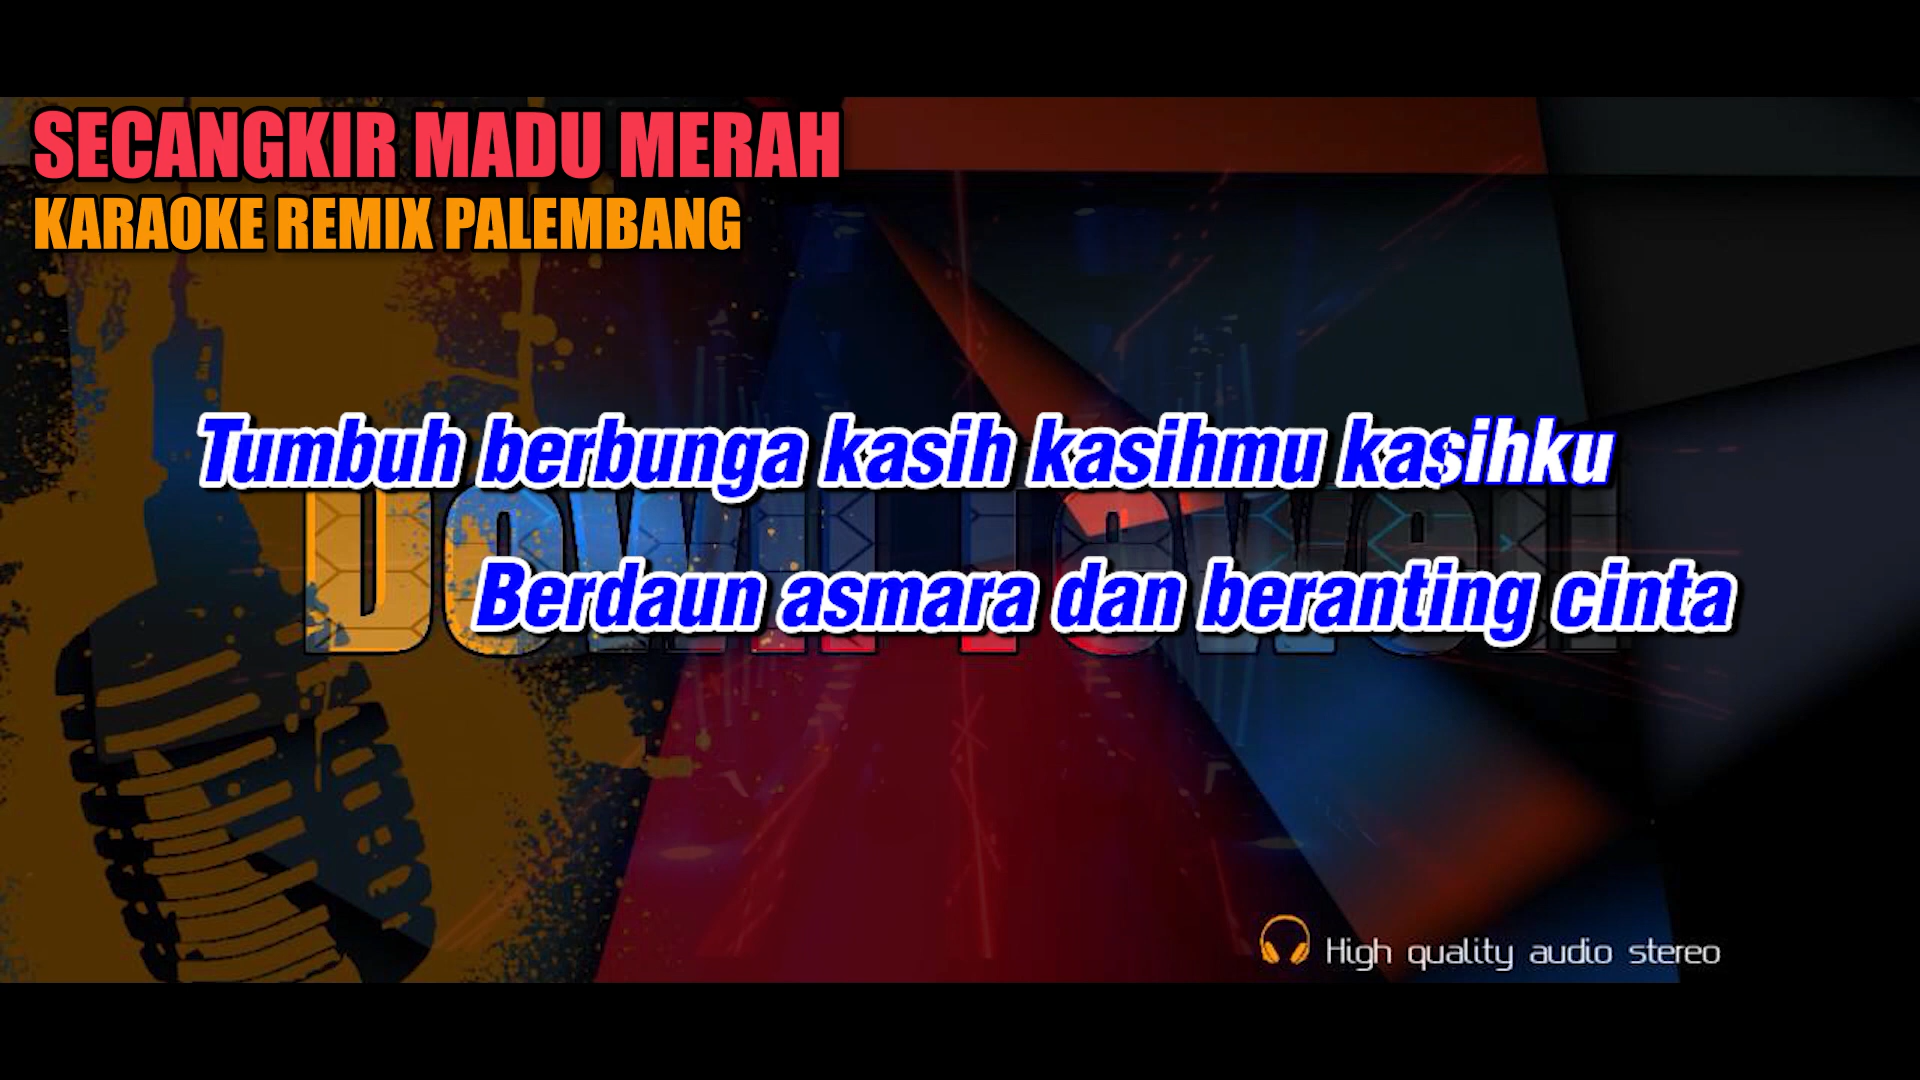 SECANGKIR MADU MERAH
KARAOKE REMIX PALEMBANG
Tumbuh berbunga kasih kasihmu kasihku
Berdaun asmara dan beranting cinta
High quality audio stereo